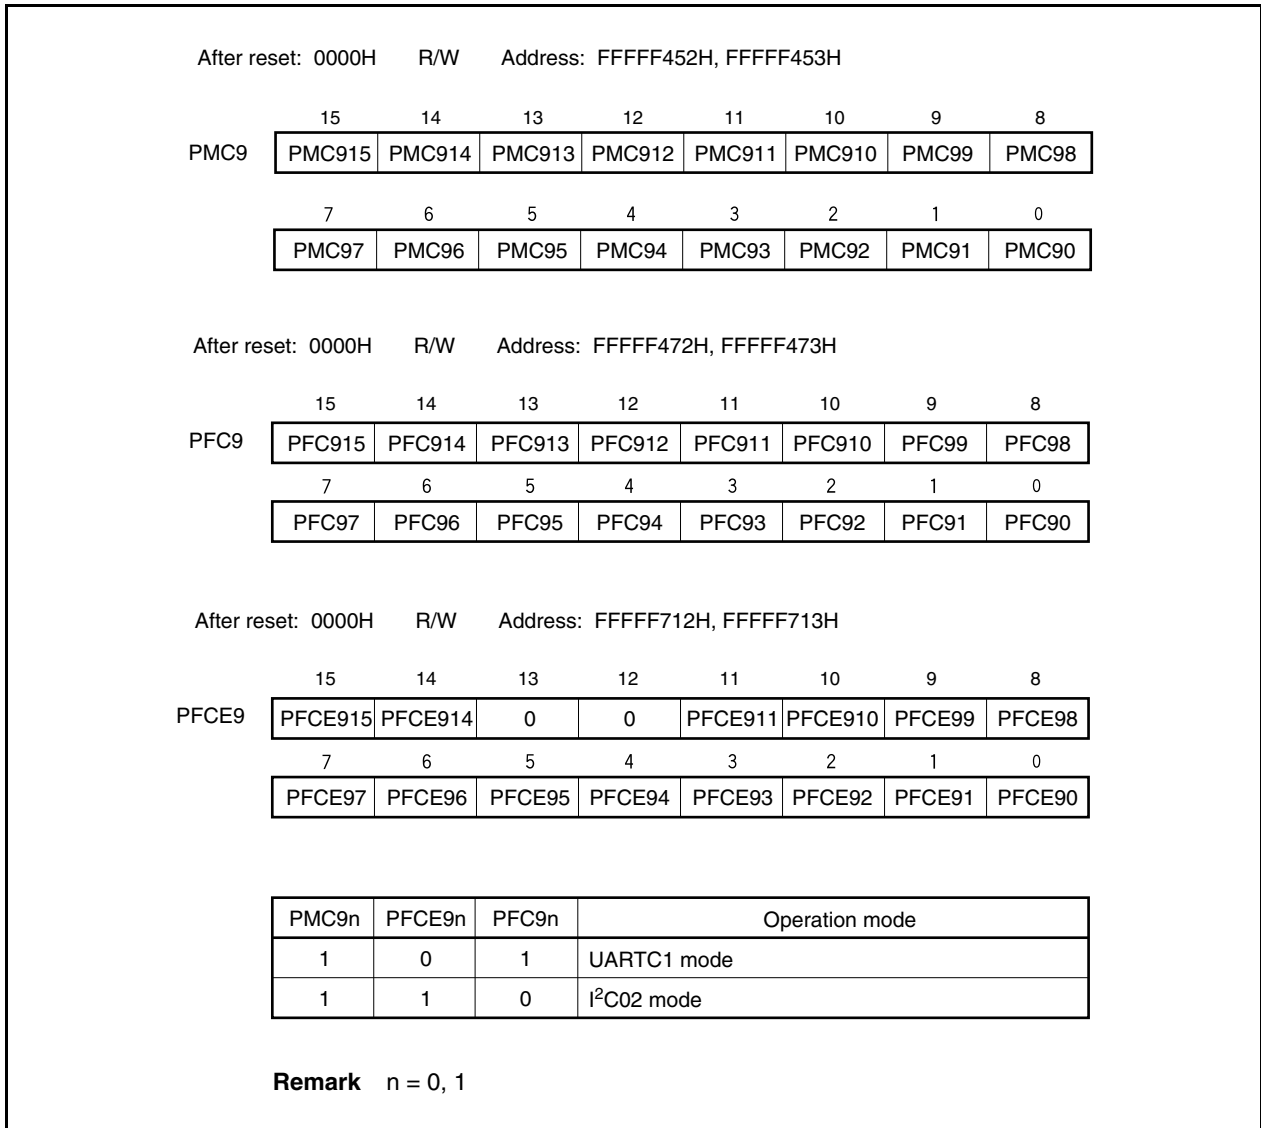 After reset: 0000H R/W Address: FFFFF452H, FFFFF453H
15 14 13 12 11 10 9 8
PMC9 PMC915 PMC914 PMC913 PMC912 PMC911 PMC910 PMC99 PMC98
7 6 5 4 3 2 1 0
PMC97 PMC96 PMC95 PMC94 PMC93 PMC92 PMC91 PMC90
After reset: 0000H R/W Address: FFFFF472H, FFFFF473H
15 14 13 12 11 10 9 8
PFC9 PFC915 PFC914 PFC913 PFC912 PFC911 PFC910 PFC99 PFC98
7 6 5 4 3 2 1 0
PFC97 PFC96 PFC95 PFC94 PFC93 PFC92 PFC91 PFC90
After reset: 0000H R/W Address: FFFFF712H, FFFFF713H
15 14 13 12 11 10 9 8
PFCE9 PFCE915 PFCE914 0 0 PFCE911 PFCE910 PFCE99 PFCE98
7 6 5 4 3 2 1 0
PFCE97 PFCE96 PFCE95 PFCE94 PFCE93 PFCE92 PFCE91 PFCE90
PMC9n PFCE9n PFC9n Operation mode
1 0 1 UARTC1 mode
1 1 0 I²C02 mode
Remark n = 0, 1